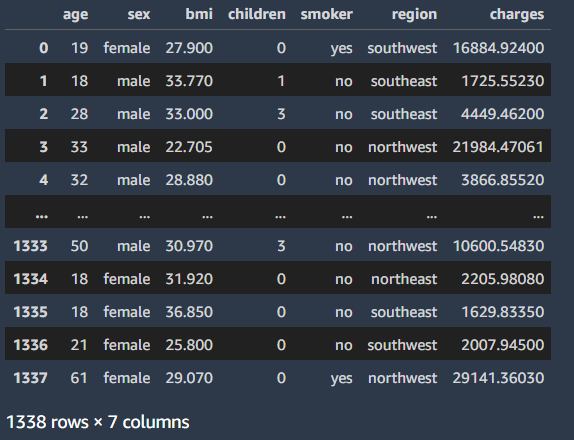 age sex bmi children smoker region charges
0 19 female 27.900 0 yes southwest 16884.92400
1 18 male 33.770 1 no southeast 1725.55230
2 28 male 33.000 3 no southeast 4449.46200
3 33 male 22.705 0 no northwest 21984.47061
4 32 male 28.880 0 no northwest 3866.85520
... ... ... ... ... ... ... ...
1333 50 male 30.970 3 no northwest 10600.54830
1334 18 female 31.920 0 no northeast 2205.98080
1335 18 female 36.850 0 no southeast 1629.83350
1336 21 female 25.800 0 no southwest 2007.94500
1337 61 female 29.070 0 yes northwest 29141.36030
1338 rows × 7 columns